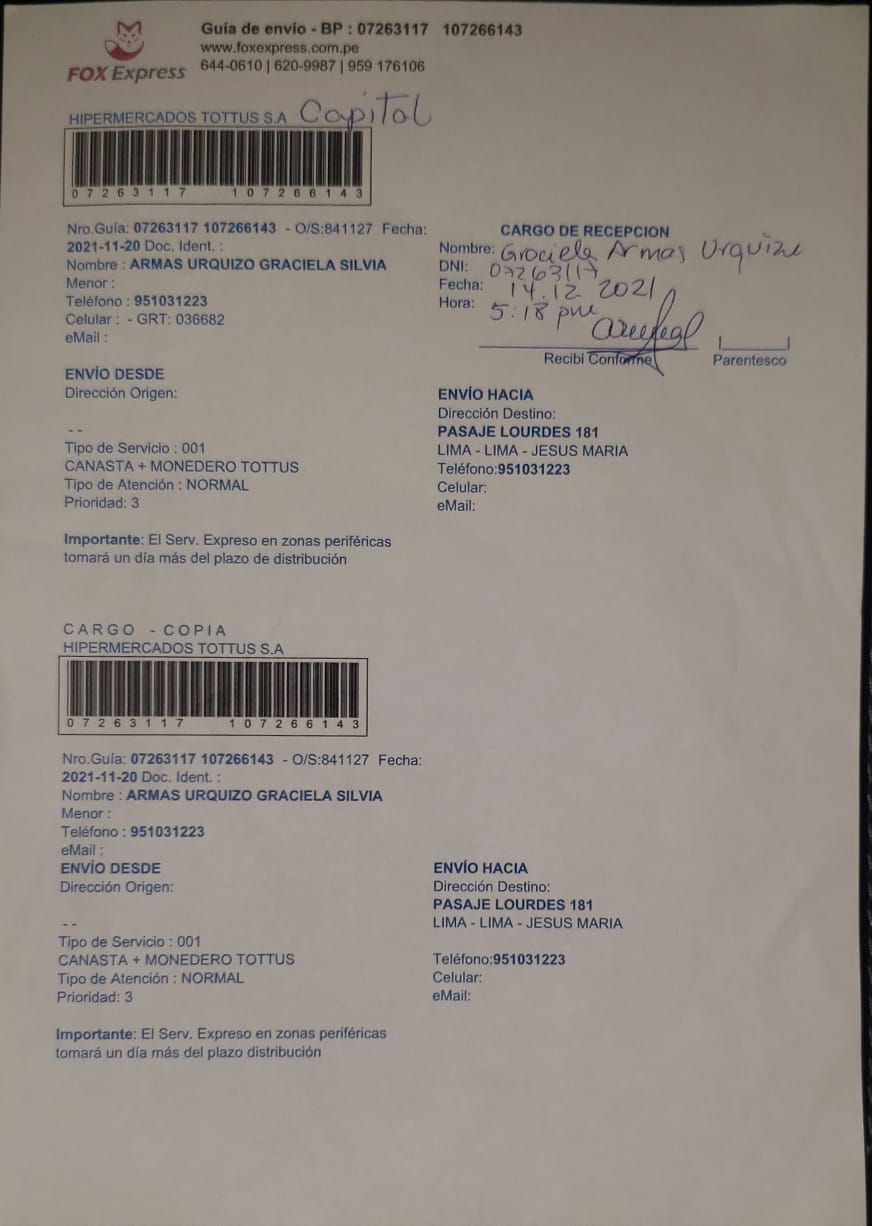 FOX Express
Guía de envío - BP : 07263117 107266143
www.foxexpress.com.pe
644-0610 | 620-9987 | 959 176106
HIPERMERCADOS TOTTUS S.A Capital
07263117 107266143
Nro.Guía: 07263117 107266143 - O/S:841127 Fecha:
2021-11-20 Doc. Ident. :
Nombre : ARMAS URQUIZO GRACIELA SILVIA
Menor :
Teléfono : 951031223
Celular : - GRT: 036682
eMail :
CARGO DE RECEPCION
Nombre: Graciela Armas Urquizo
DNI: 07263117
Fecha: 14.12 2021
Hora: 5:18 pm
Recibí Conforme
Parentesco
ENVÍO DESDE
Dirección Origen:
- -
Tipo de Servicio : 001
CANASTA + MONEDERO TOTTUS
Tipo de Atención : NORMAL
Prioridad: 3
ENVÍO HACIA
Dirección Destino:
PASAJE LOURDES 181
LIMA - LIMA - JESUS MARIA
Teléfono:951031223
Celular:
eMail:
Importante: El Serv. Expreso en zonas periféricas
tomará un día más del plazo de distribución
CARGO - COPIA
HIPERMERCADOS TOTTUS S.A
07263117 107266143
Nro.Guía: 07263117 107266143 - O/S:841127 Fecha:
2021-11-20 Doc. Ident. :
Nombre : ARMAS URQUIZO GRACIELA SILVIA
Menor :
Teléfono : 951031223
eMail :
ENVÍO DESDE
Dirección Origen:
- -
Tipo de Servicio : 001
CANASTA + MONEDERO TOTTUS
Tipo de Atención : NORMAL
Prioridad: 3
ENVÍO HACIA
Dirección Destino:
PASAJE LOURDES 181
LIMA - LIMA - JESUS MARIA
Teléfono:951031223
Celular:
eMail:
Importante: El Serv. Expreso en zonas periféricas
tomará un día más del plazo distribución